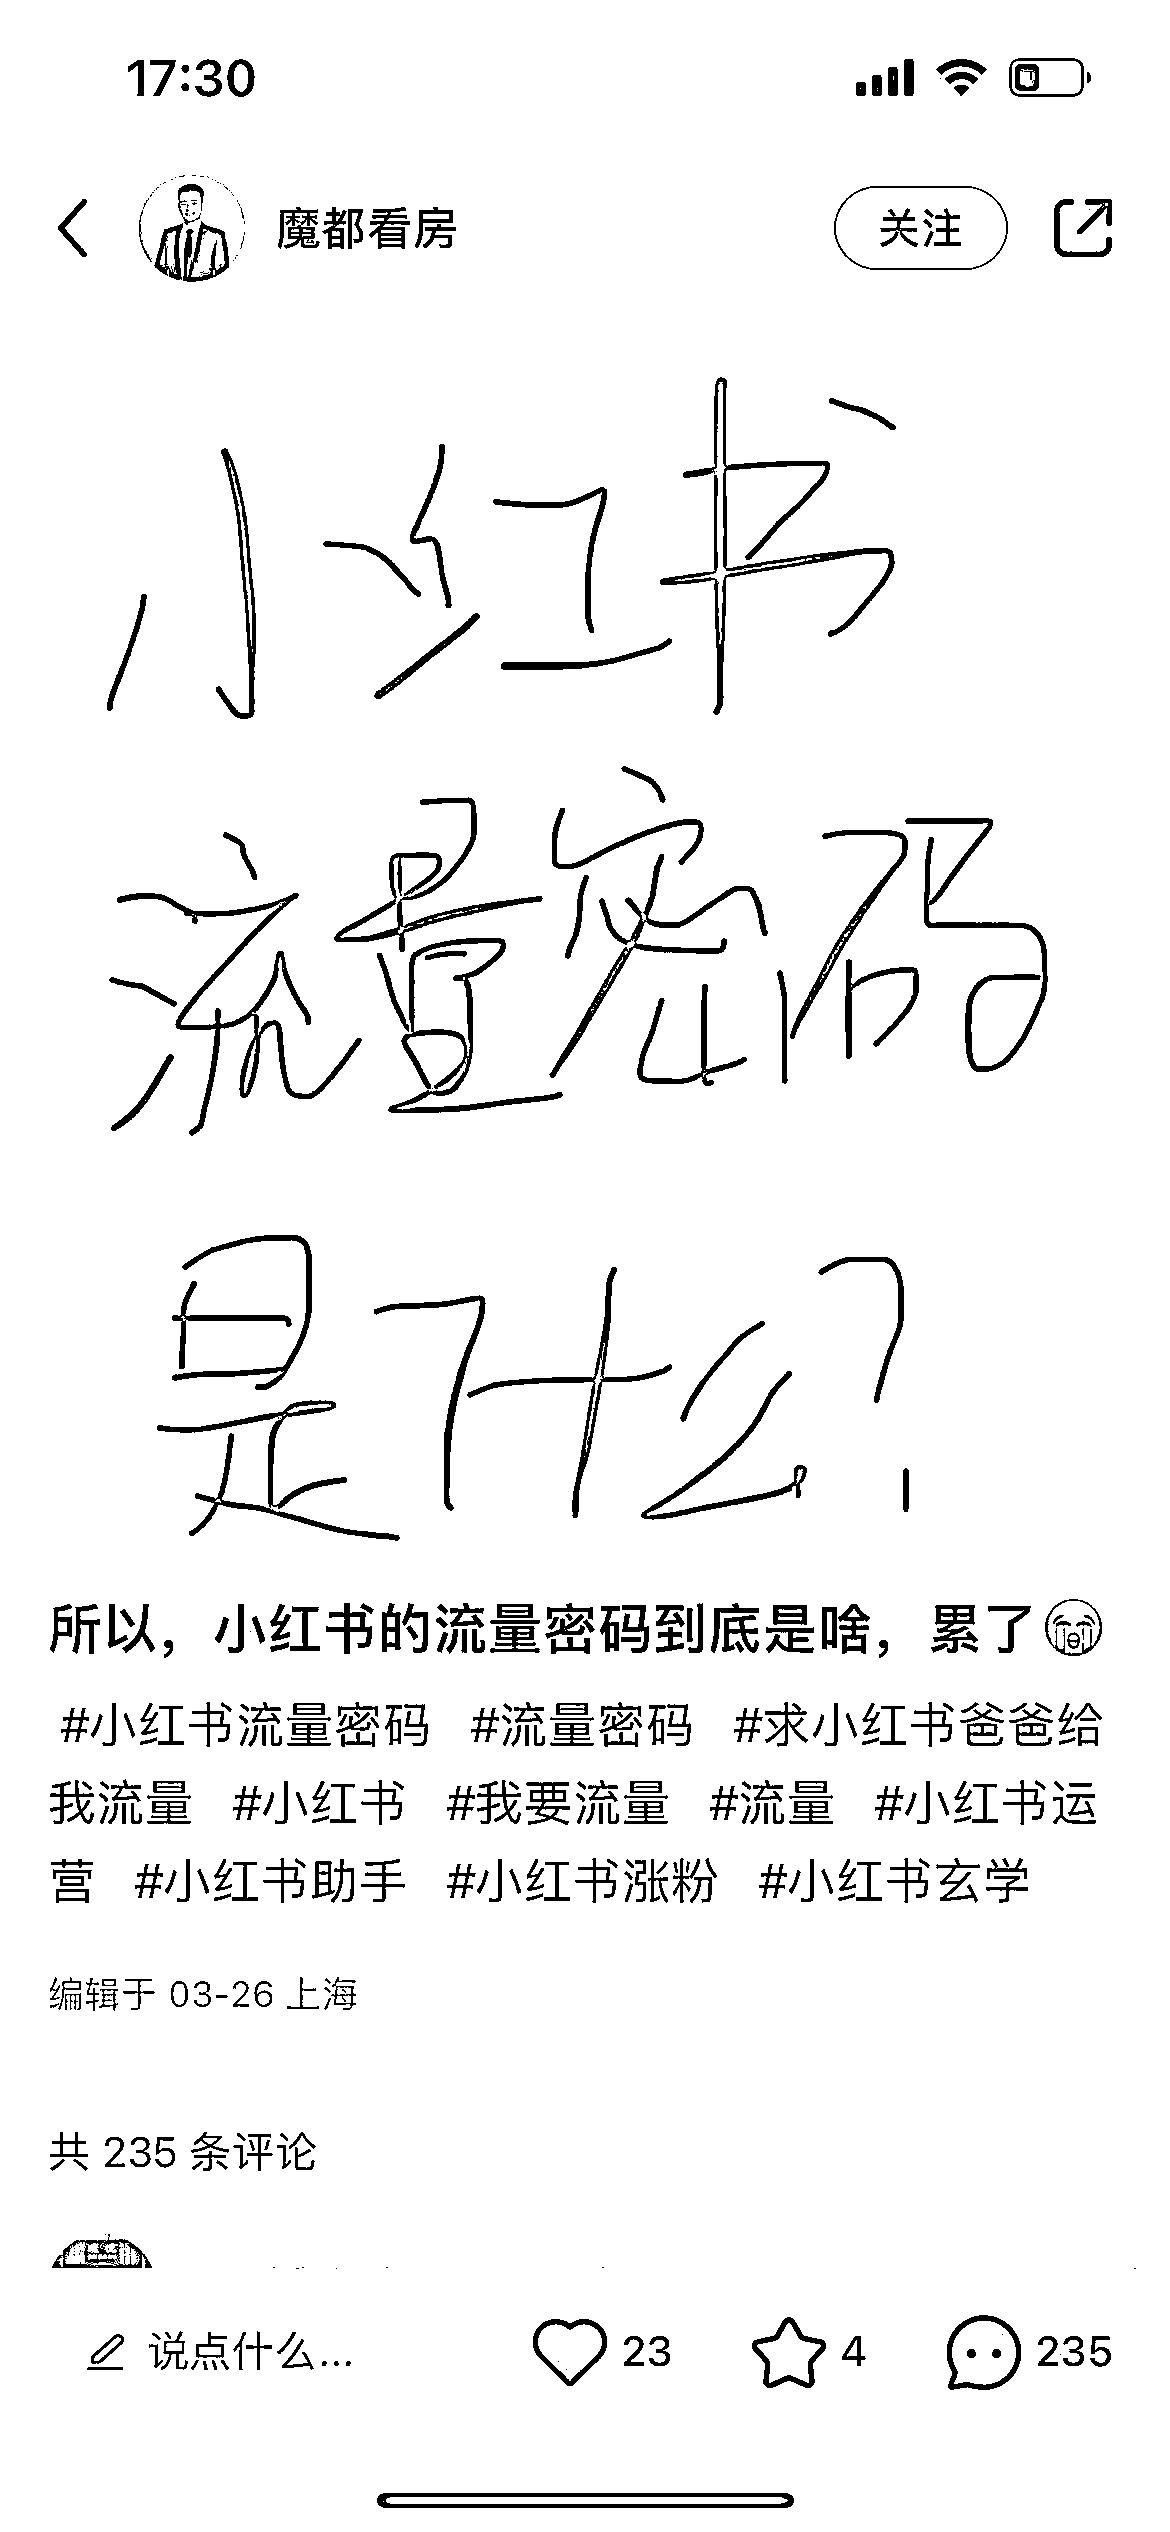 17:30
魔都看房 关注
小红书
流量密码
是什么?
所以，小红书的流量密码到底是啥，累了😭
#小红书流量密码 #流量密码 #求小红书爸爸给
我流量 #小红书 #我要流量 #流量 #小红书运
营 #小红书助手 #小红书涨粉 #小红书玄学
编辑于 03-26 上海
共 235 条评论
说点什么... 23 4 235